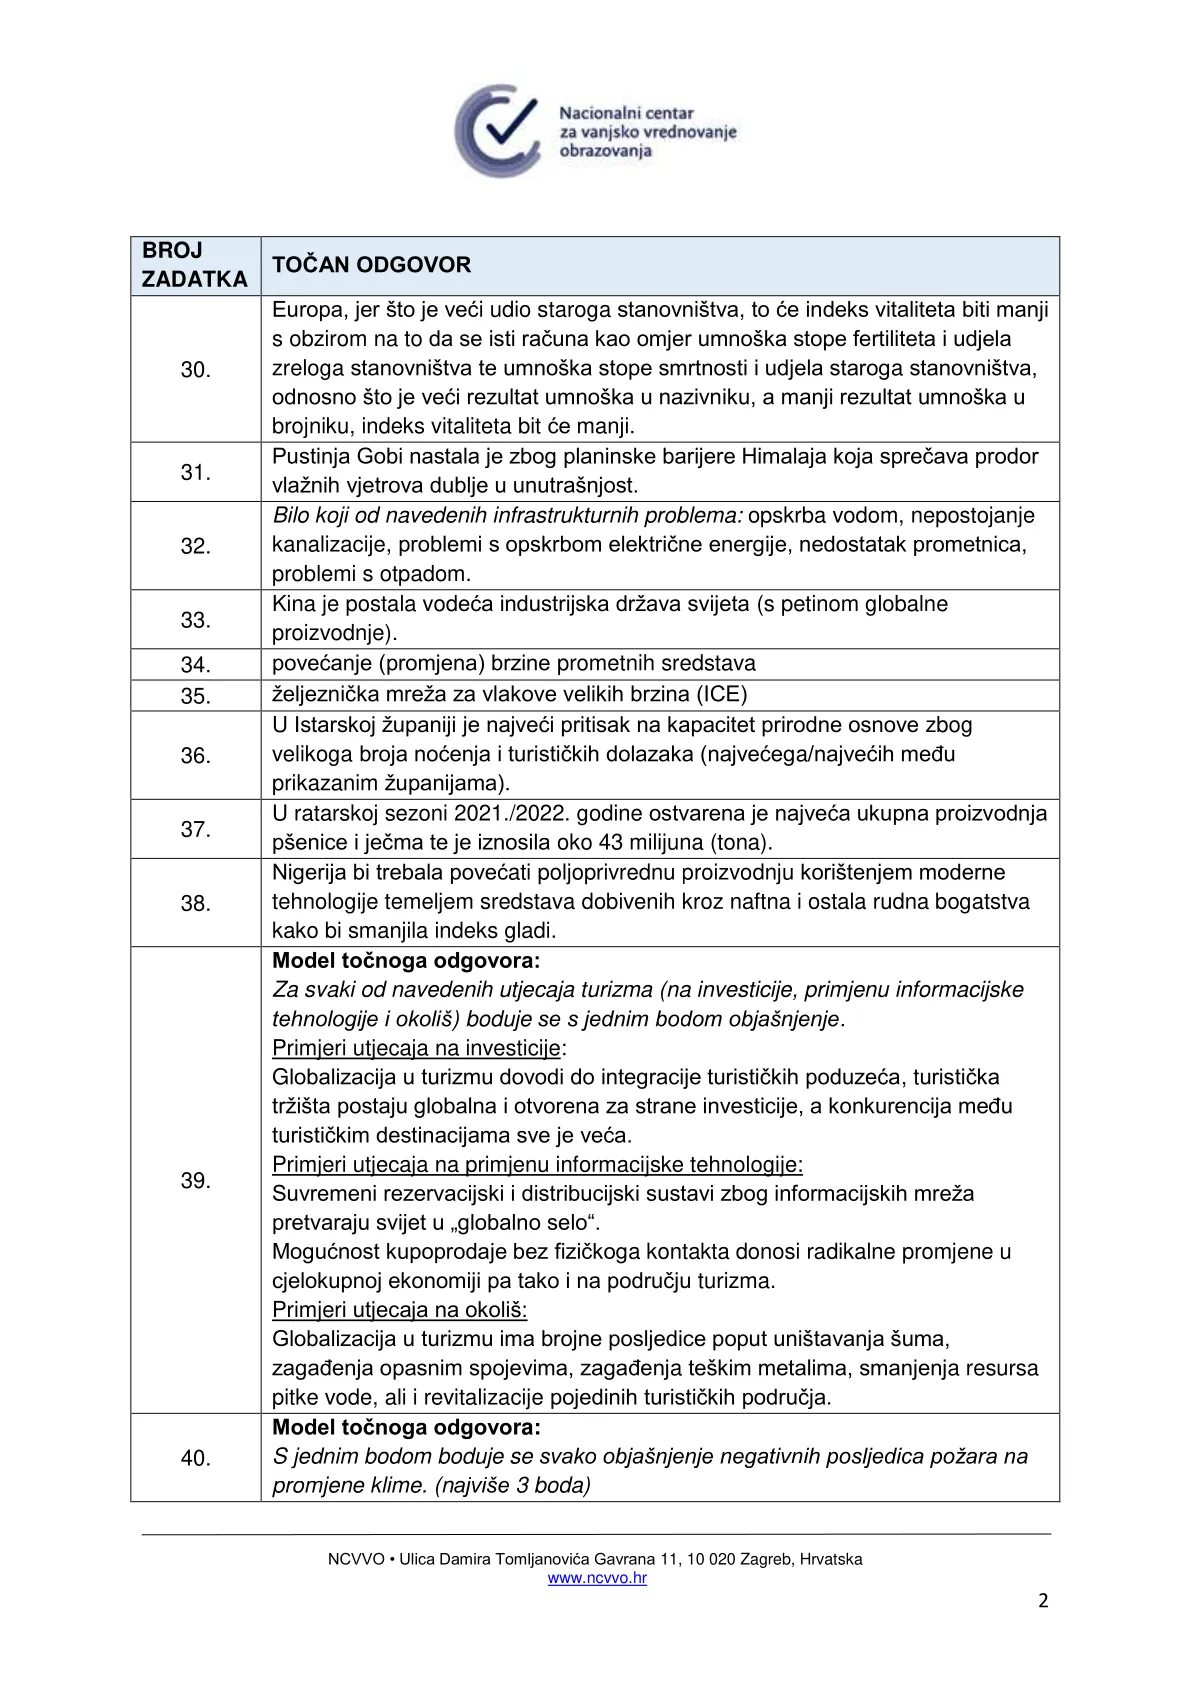 Nacionalni centar
za vanjsko vrednovanje
obrazovanja
BROJ
ZADATKA
TOČAN ODGOVOR
30.
Europa, jer što je veći udio staroga stanovništva, to će indeks vitaliteta biti manji
s obzirom na to da se isti računa kao omjer umnoška stope fertiliteta i udjela
zreloga stanovništva te umnoška stope smrtnosti i udjela staroga stanovništva,
odnosno što je veći rezultat umnoška u nazivniku, a manji rezultat umnoška u
brojniku, indeks vitaliteta bit će manji.
31.
Pustinja Gobi nastala je zbog planinske barijere Himalaja koja sprečava prodor
vlažnih vjetrova dublje u unutrašnjost.
32.
Bilo koji od navedenih infrastrukturnih problema: opskrba vodom, nepostojanje
kanalizacije, problemi s opskrbom električne energije, nedostatak prometnica,
problemi s otpadom.
33.
Kina je postala vodeća industrijska država svijeta (s petinom globalne
proizvodnje).
34.
povećanje (promjena) brzine prometnih sredstava
35.
željeznička mreža za vlakove velikih brzina (ICE)
36.
U Istarskoj županiji je najveći pritisak na kapacitet prirodne osnove zbog
velikoga broja noćenja i turističkih dolazaka (najvećega/najvećih među
prikazanim županijama).
37.
U ratarskoj sezoni 2021./2022. godine ostvarena je najveća ukupna proizvodnja
pšenice i ječma te je iznosila oko 43 milijuna (tona).
38.
Nigerija bi trebala povećati poljoprivrednu proizvodnju korištenjem moderne
tehnologije temeljem sredstava dobivenih kroz naftna i ostala rudna bogatstva
kako bi smanjila indeks gladi.
39.
Model točnoga odgovora:
Za svaki od navedenih utjecaja turizma (na investicije, primjenu informacijske
tehnologije i okoliš) boduje se s jednim bodom objašnjenje.
Primjeri utjecaja na investicije:
Globalizacija u turizmu dovodi do integracije turističkih poduzeća, turistička
tržišta postaju globalna i otvorena za strane investicije, a konkurencija među
turističkim destinacijama sve je veća.
Primjeri utjecaja na primjenu informacijske tehnologije:
Suvremeni rezervacijski i distribucijski sustavi zbog informacijskih mreža
pretvaraju svijet u „globalno selo“.
Mogućnost kupoprodaje bez fizičkoga kontakta donosi radikalne promjene u
cjelokupnoj ekonomiji pa tako i na području turizma.
Primjeri utjecaja na okoliš:
Globalizacija u turizmu ima brojne posljedice poput uništavanja šuma,
zagađenja opasnim spojevima, zagađenja teškim metalima, smanjenja resursa
pitke vode, ali i revitalizacije pojedinih turističkih područja.
40.
Model točnoga odgovora:
S jednim bodom boduje se svako objašnjenje negativnih posljedica požara na
promjene klime. (najviše 3 boda)
NCVVO • Ulica Damira Tomljanovića Gavrana 11, 10 020 Zagreb, Hrvatska
www.ncvvo.hr
2